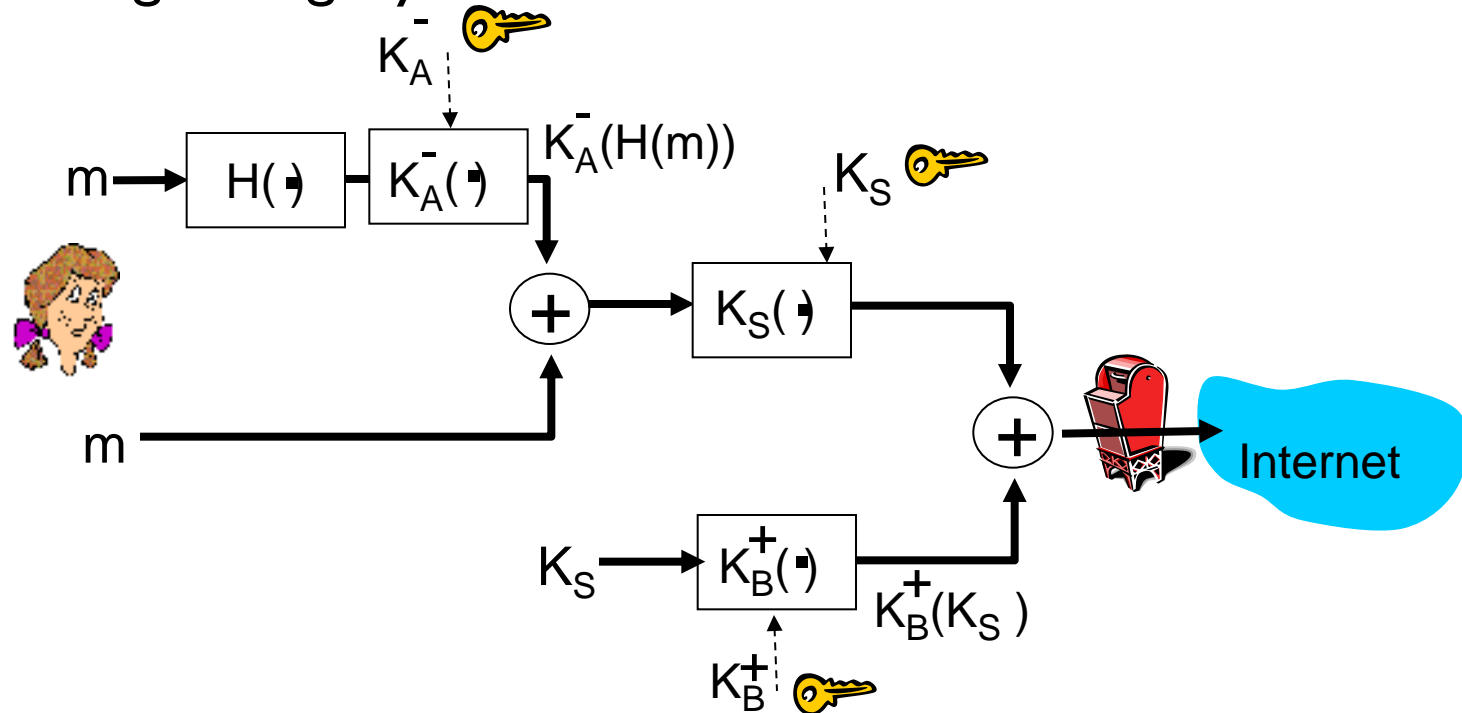 K_A^-
m
H(·)
K_A^-(·)
K_A^-(H(m))
K_S
+
K_S(·)
m
+
Internet
K_S
K_B^+(·)
K_B^+(K_S )
K_B^+